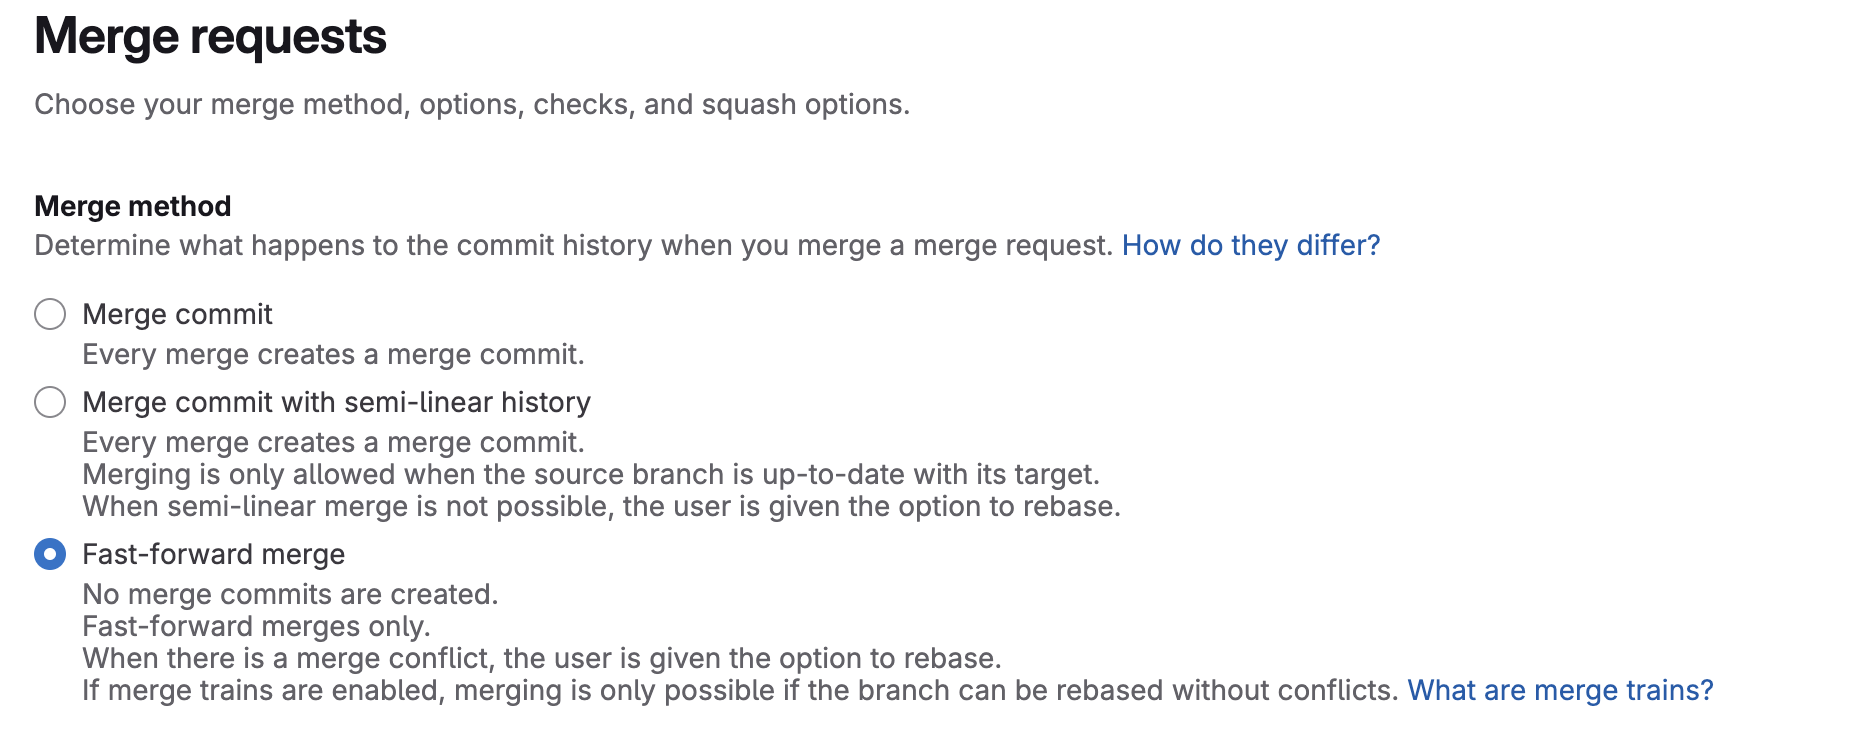 Merge requests
Choose your merge method, options, checks, and squash options.
Merge method
Determine what happens to the commit history when you merge a merge request. How do they differ?
Merge commit
Every merge creates a merge commit.
Merge commit with semi-linear history
Every merge creates a merge commit.
Merging is only allowed when the source branch is up-to-date with its target.
When semi-linear merge is not possible, the user is given the option to rebase.
Fast-forward merge
No merge commits are created.
Fast-forward merges only.
When there is a merge conflict, the user is given the option to rebase.
If merge trains are enabled, merging is only possible if the branch can be rebased without conflicts. What are merge trains?